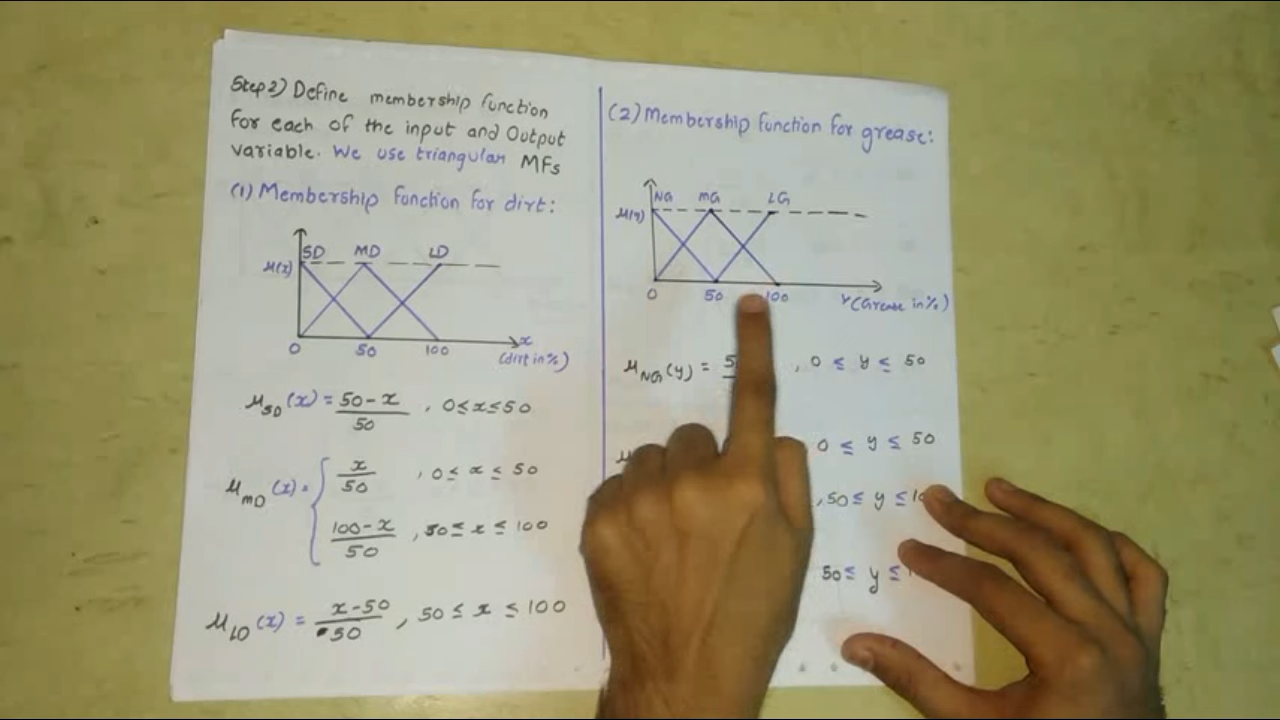 Step2) Define membership function
for each of the input and Output
variable. We use triangular MFs
(1) Membership Function for dirt:
SD MD LD
μ(x)
0 50 100 x
(dirt in %)
μSD (x) = 50-x / 50 , 0≤x≤50
μmD (x) = { x / 50 , 0≤ x ≤ 50
100-x / 50 , 50≤ x ≤ 100
μLD (x) = x-50 / 50 , 50 ≤ x ≤ 100
(2) Membership function for grease:
NG MG LG
μ(y)
0 50 100 Y(Grease in %)
μNG (y) = , 0 ≤ y ≤ 50
0 ≤ y ≤ 50
, 50≤ y ≤
50≤ y ≤